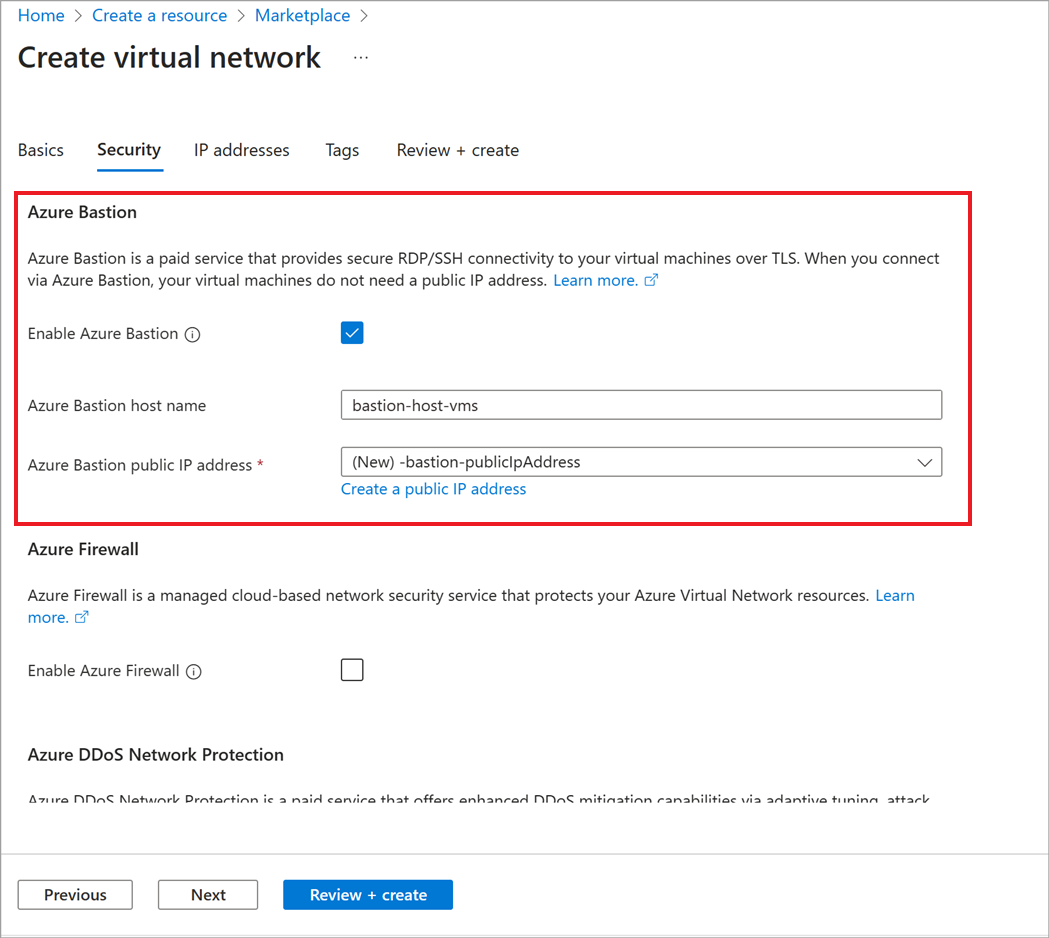 Home > Create a resource > Marketplace >
Create virtual network ...
Basics Security IP addresses Tags Review + create
Azure Bastion
Azure Bastion is a paid service that provides secure RDP/SSH connectivity to your virtual machines over TLS. When you connect
via Azure Bastion, your virtual machines do not need a public IP address. Learn more.
Enable Azure Bastion
Azure Bastion host name bastion-host-vms
Azure Bastion public IP address * (New) -bastion-publicIpAddress
Create a public IP address
Azure Firewall
Azure Firewall is a managed cloud-based network security service that protects your Azure Virtual Network resources. Learn
more.
Enable Azure Firewall
Azure DDoS Network Protection
Azure DDoS Network Protection is a paid service that offers enhanced DDoS mitigation capabilities via adaptive tuning, attack
Previous Next Review + create